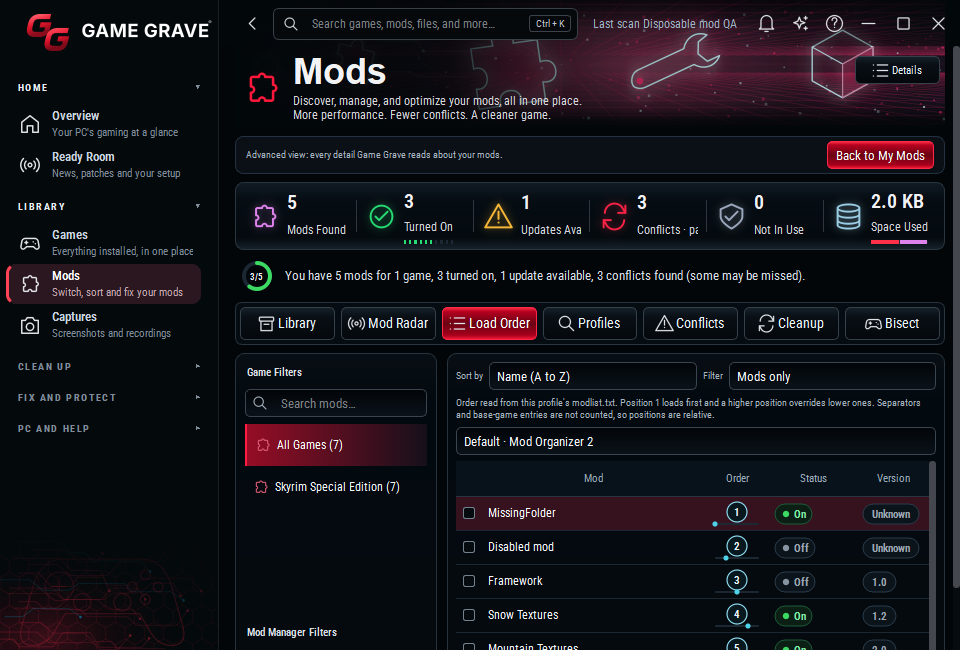 GAME GRAVE
Search games, mods, files, and more...
Ctrl + K
Last scan Disposable mod QA
HOME
Overview
Your PC's gaming at a glance
Ready Room
News, patches and your setup
LIBRARY
Games
Everything installed, in one place
Mods
Switch, sort and fix your mods
Captures
Screenshots and recordings
CLEAN UP
FIX AND PROTECT
PC AND HELP
Mods
Discover, manage, and optimize your mods, all in one place.
More performance. Fewer conflicts. A cleaner game.
Details
Advanced view: every detail Game Grave reads about your mods.
Back to My Mods
5
Mods Found
3
Turned On
1
Updates Ava
3
Conflicts · pa
0
Not In Use
2.0 KB
Space Used
3/5
You have 5 mods for 1 game, 3 turned on, 1 update available, 3 conflicts found (some may be missed).
Library
Mod Radar
Load Order
Profiles
Conflicts
Cleanup
Bisect
Game Filters
Search mods...
All Games (7)
Skyrim Special Edition (7)
Mod Manager Filters
Sort by
Name (A to Z)
Filter
Mods only
Order read from this profile's modlist.txt. Position 1 loads first and a higher position overrides lower ones. Separators
and base-game entries are not counted, so positions are relative.
Default · Mod Organizer 2
Mod Order Status Version
MissingFolder 1 On Unknown
Disabled mod 2 Off Unknown
Framework 3 Off 1.0
Snow Textures 4 On 1.2
Mountain Textures 5 On 2.0